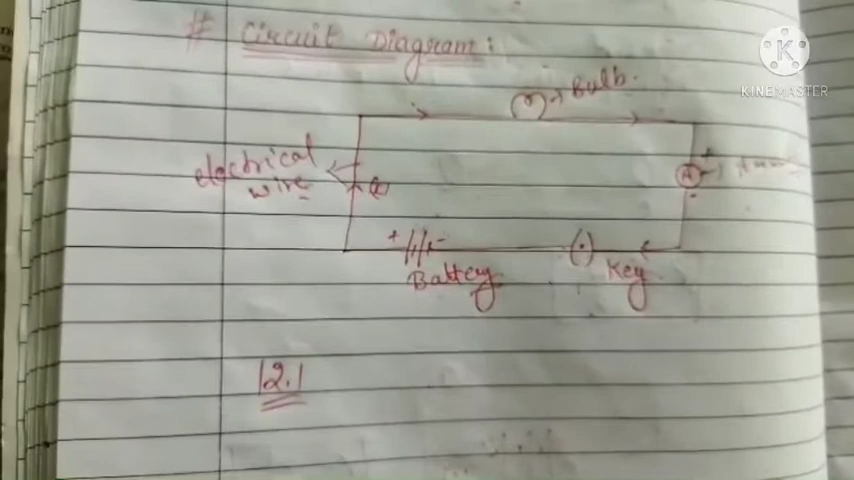 # Circuit Diagram:
K
KINEMASTER
Bulb.
electrical
wire
+
A
+
-
+ -
Battery
(.)
Key
12.1